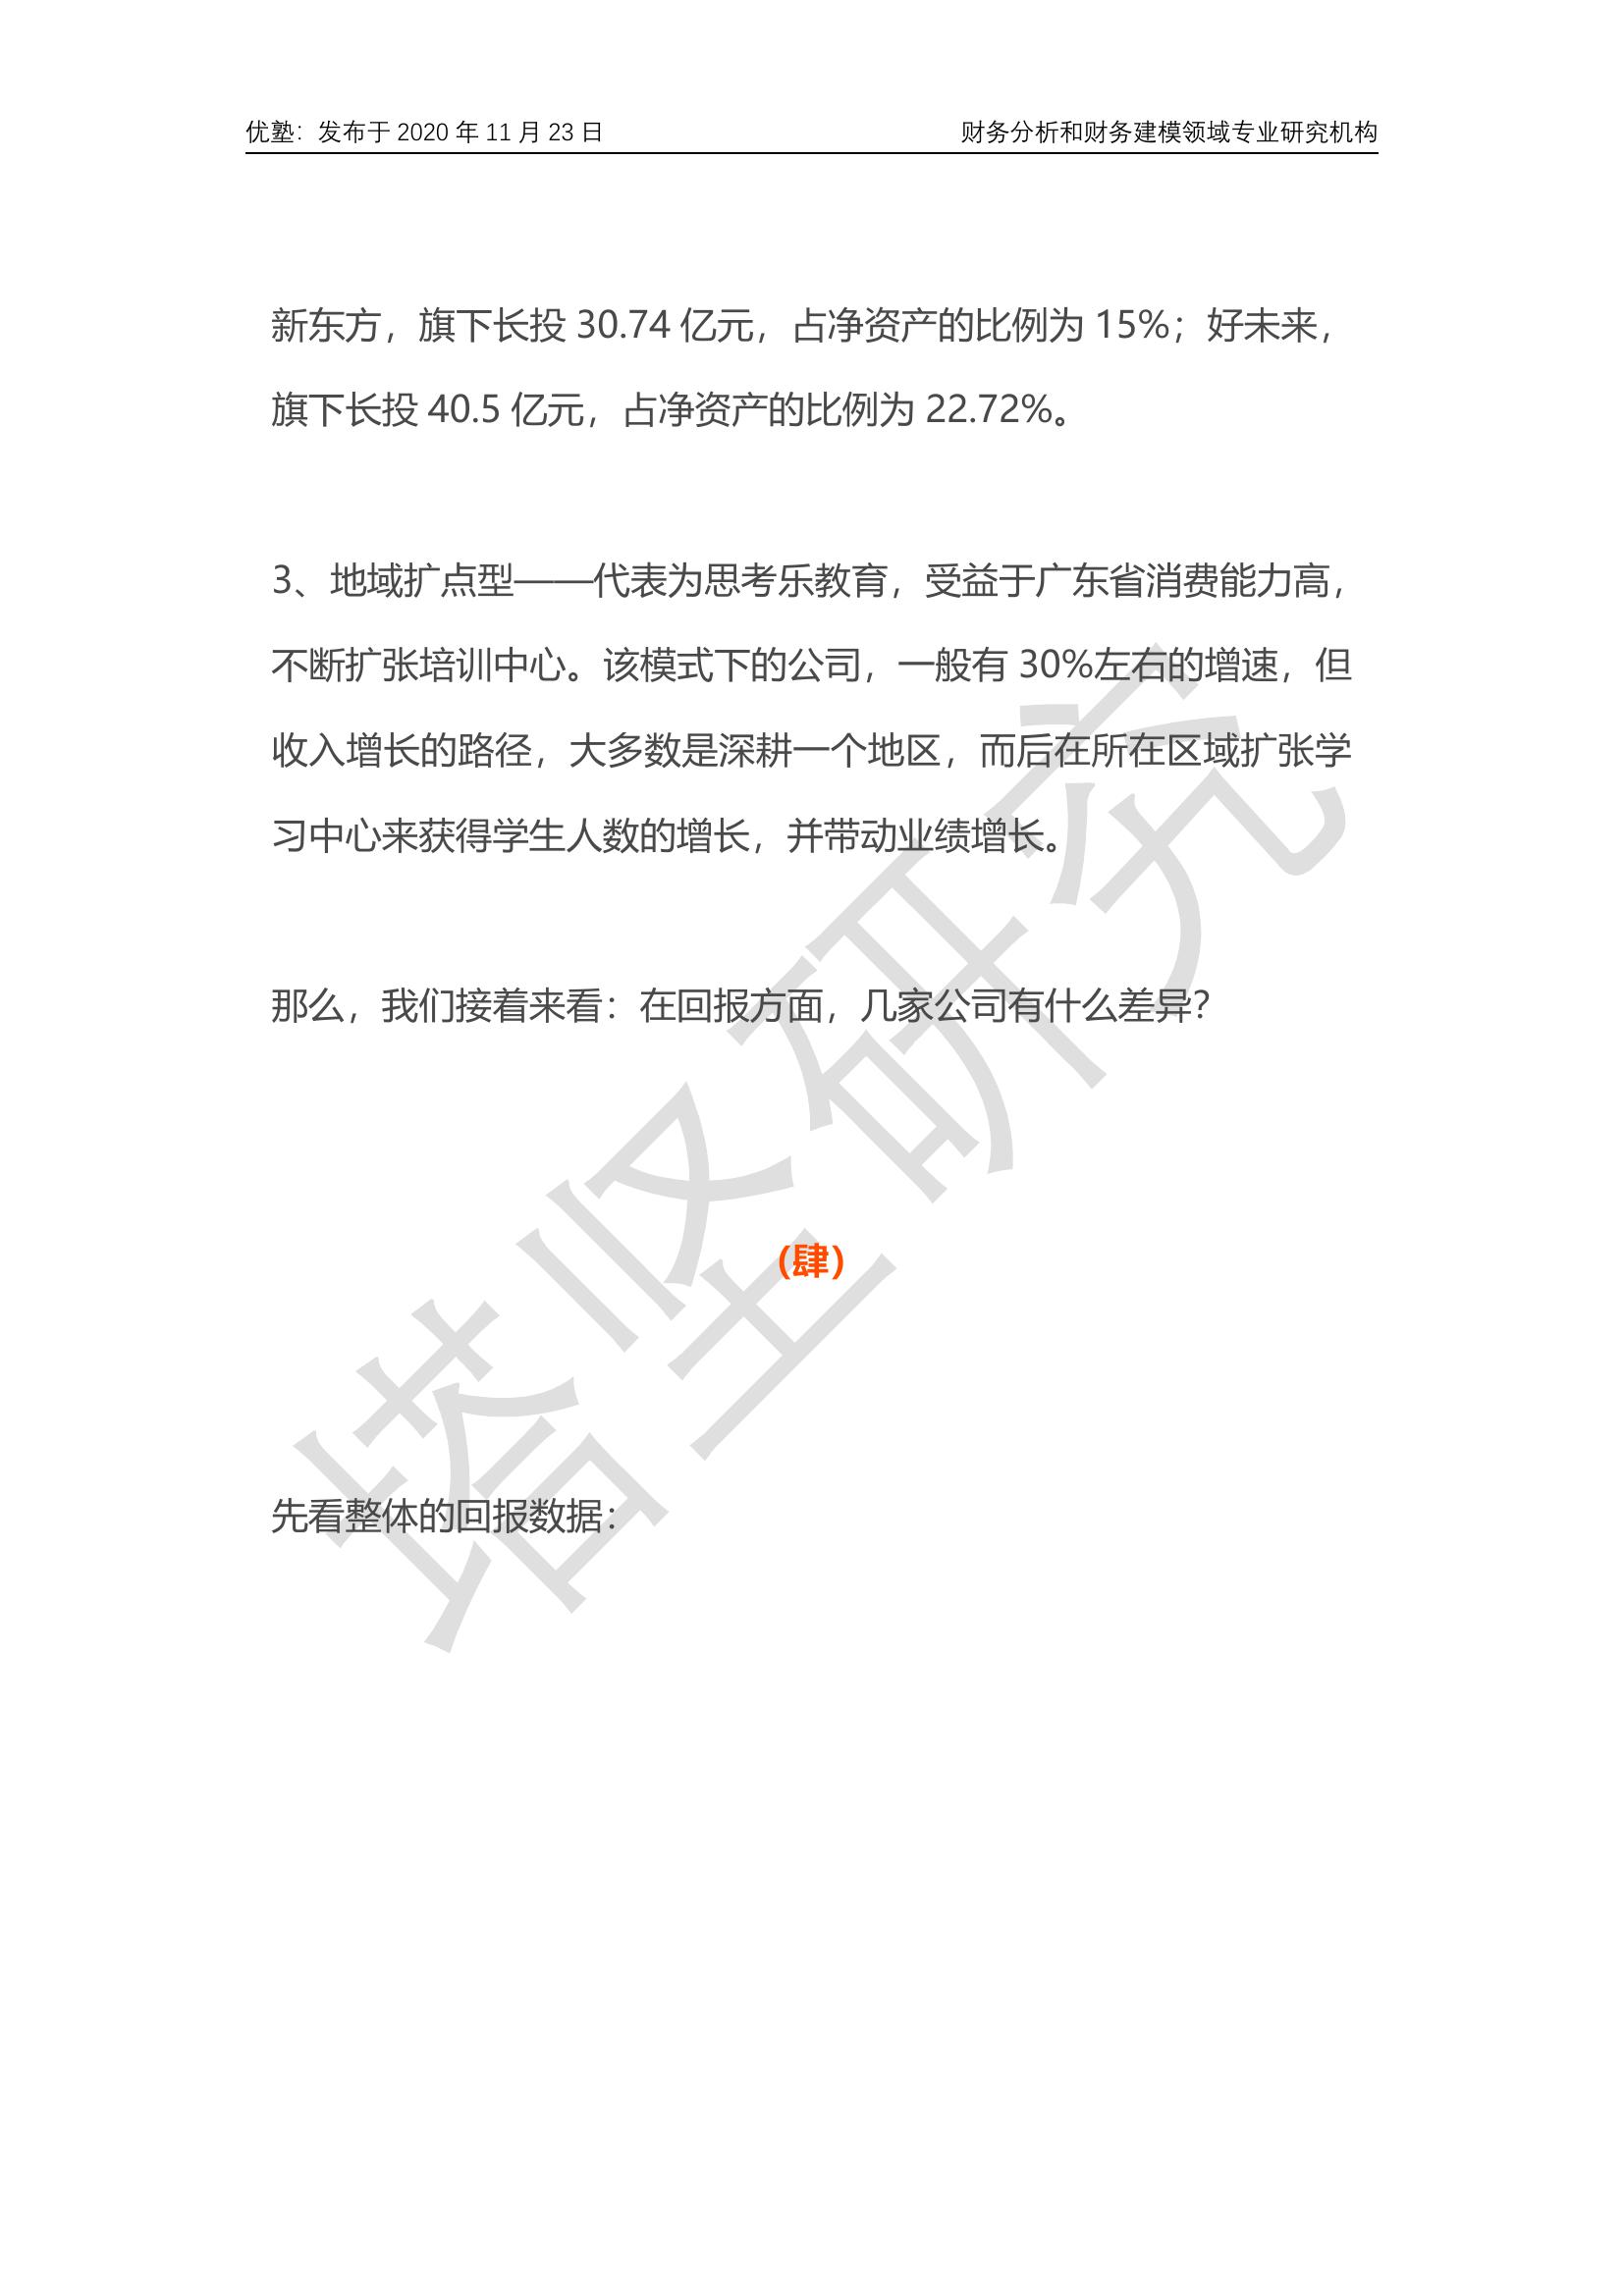 优塾：发布于 2020 年 11 月 23 日 财务分析和财务建模领域专业研究机构
新东方，旗下长投 30.74 亿元，占净资产的比例为 15%；好未来，
旗下长投 40.5 亿元，占净资产的比例为 22.72%。
3、地域扩点型——代表为思考乐教育，受益于广东省消费能力高，
不断扩张培训中心。该模式下的公司，一般有 30%左右的增速，但
收入增长的路径，大多数是深耕一个地区，而后在所在区域扩张学
习中心来获得学生人数的增长，并带动业绩增长。
那么，我们接着来看：在回报方面，几家公司有什么差异？
（肆）
先看整体的回报数据：
塔坚研究